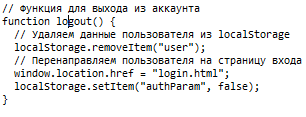 // Функция для выхода из аккаунта
function logout() {
  // Удаляем данные пользователя из localStorage
  localStorage.removeItem("user");
  // Перенаправляем пользователя на страницу входа
  window.location.href = "login.html";
  localStorage.setItem("authParam", false);
}